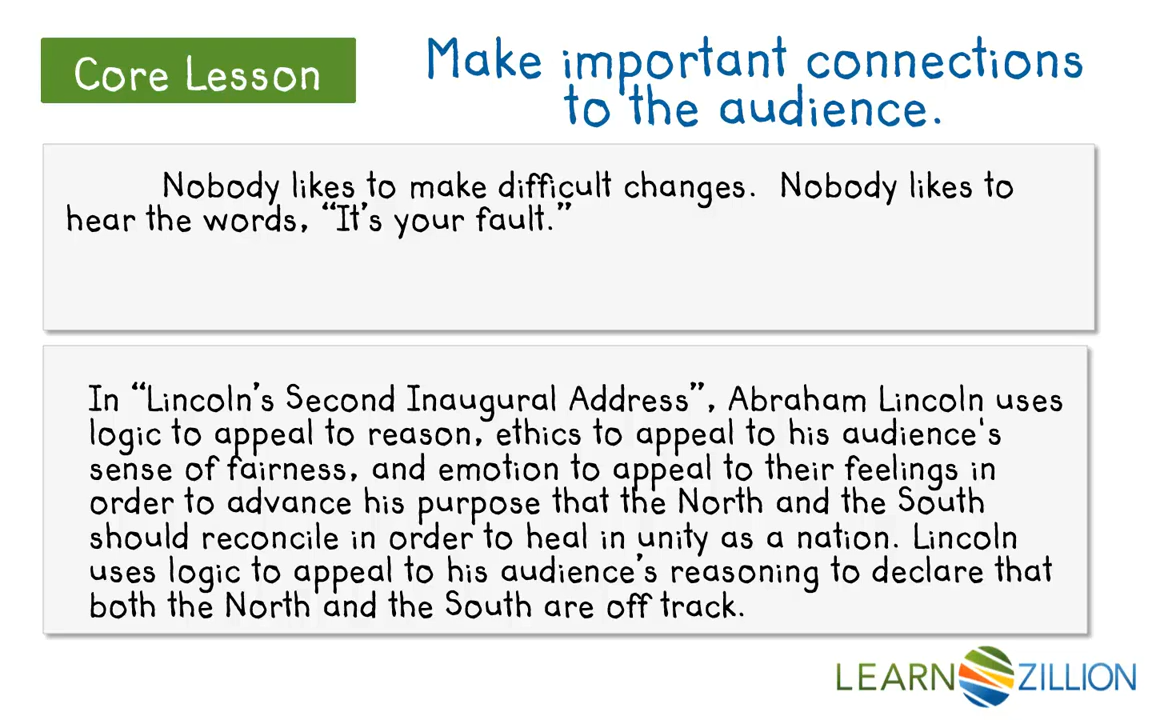 Core Lesson
Make important connections
to the audience.
Nobody likes to make difficult changes. Nobody likes to
hear the words, “It’s your fault.”
In “Lincoln’s Second Inaugural Address”, Abraham Lincoln uses
logic to appeal to reason, ethics to appeal to his audience's
sense of fairness, and emotion to appeal to their feelings in
order to advance his purpose that the North and the South
should reconcile in order to heal in unity as a nation. Lincoln
uses logic to appeal to his audience’s reasoning to declare that
both the North and the South are off track.
LEARN ZILLION